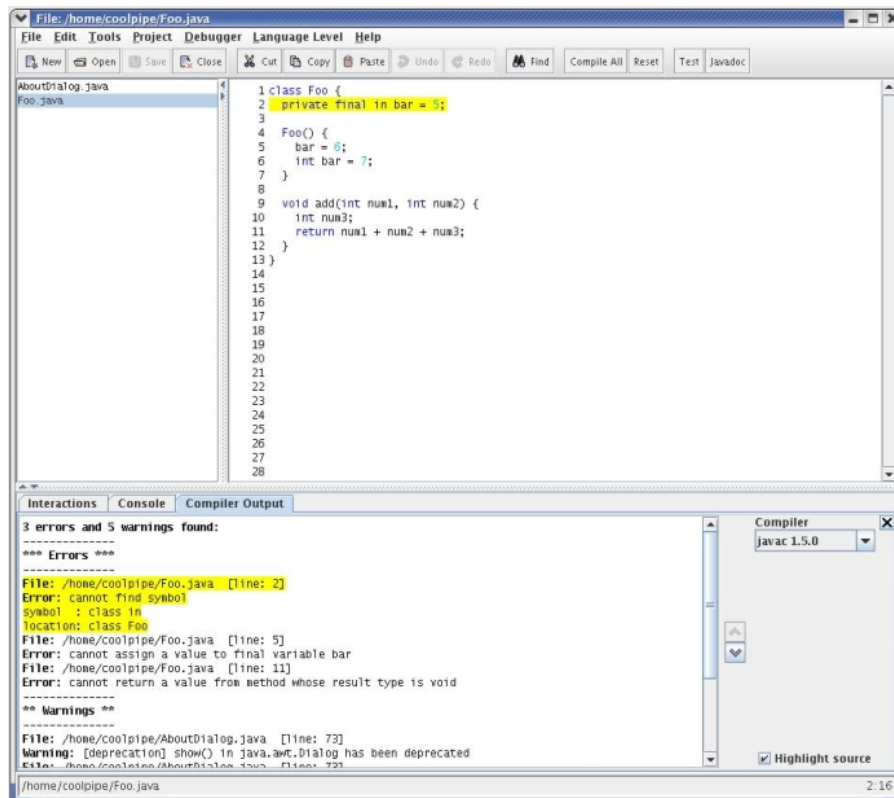 File: /home/coolpipe/Foo.java
File Edit Tools Project Debugger Language Level Help
New Open Save Close Cut Copy Paste Undo Redo Find Compile All Reset Test Javadoc
AboutDialog.java
Foo.java
1 class Foo {
2 private final in bar = 5;
3
4 Foo() {
5 bar = 6;
6 int bar = 7;
7 }
8
9 void add(int num1, int num2) {
10 int num3;
11 return num1 + num2 + num3;
12 }
13 }
14
15
16
17
18
19
20
21
22
23
24
25
26
27
28
Interactions Console Compiler Output
3 errors and 5 warnings found:
--------------
*** Errors ***
--------------
File: /home/coolpipe/Foo.java [line: 2]
Error: cannot find symbol
symbol : class in
location: class Foo
File: /home/coolpipe/Foo.java [line: 5]
Error: cannot assign a value to final variable bar
File: /home/coolpipe/Foo.java [line: 11]
Error: cannot return a value from method whose result type is void
--------------
** Warnings **
--------------
File: /home/coolpipe/AboutDialog.java [line: 73]
Warning: [deprecation] show() in java.awt.Dialog has been deprecated
File: /home/coolpipe/AboutDialog.java [line: 73]
Compiler
javac 1.5.0
Highlight source
/home/coolpipe/Foo.java
2:16